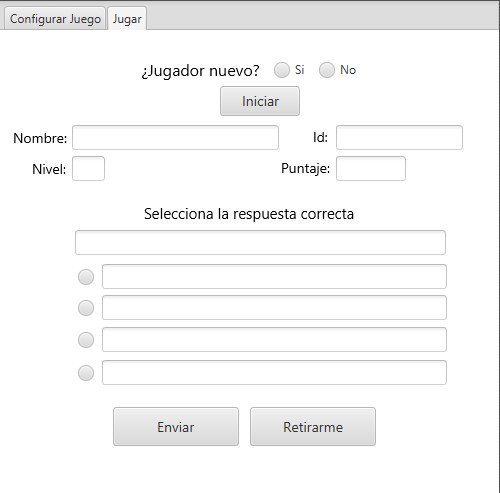 Configurar Juego Jugar
¿Jugador nuevo? Si No
Iniciar
Nombre: Id:
Nivel: Puntaje:
Selecciona la respuesta correcta
Enviar Retirarme